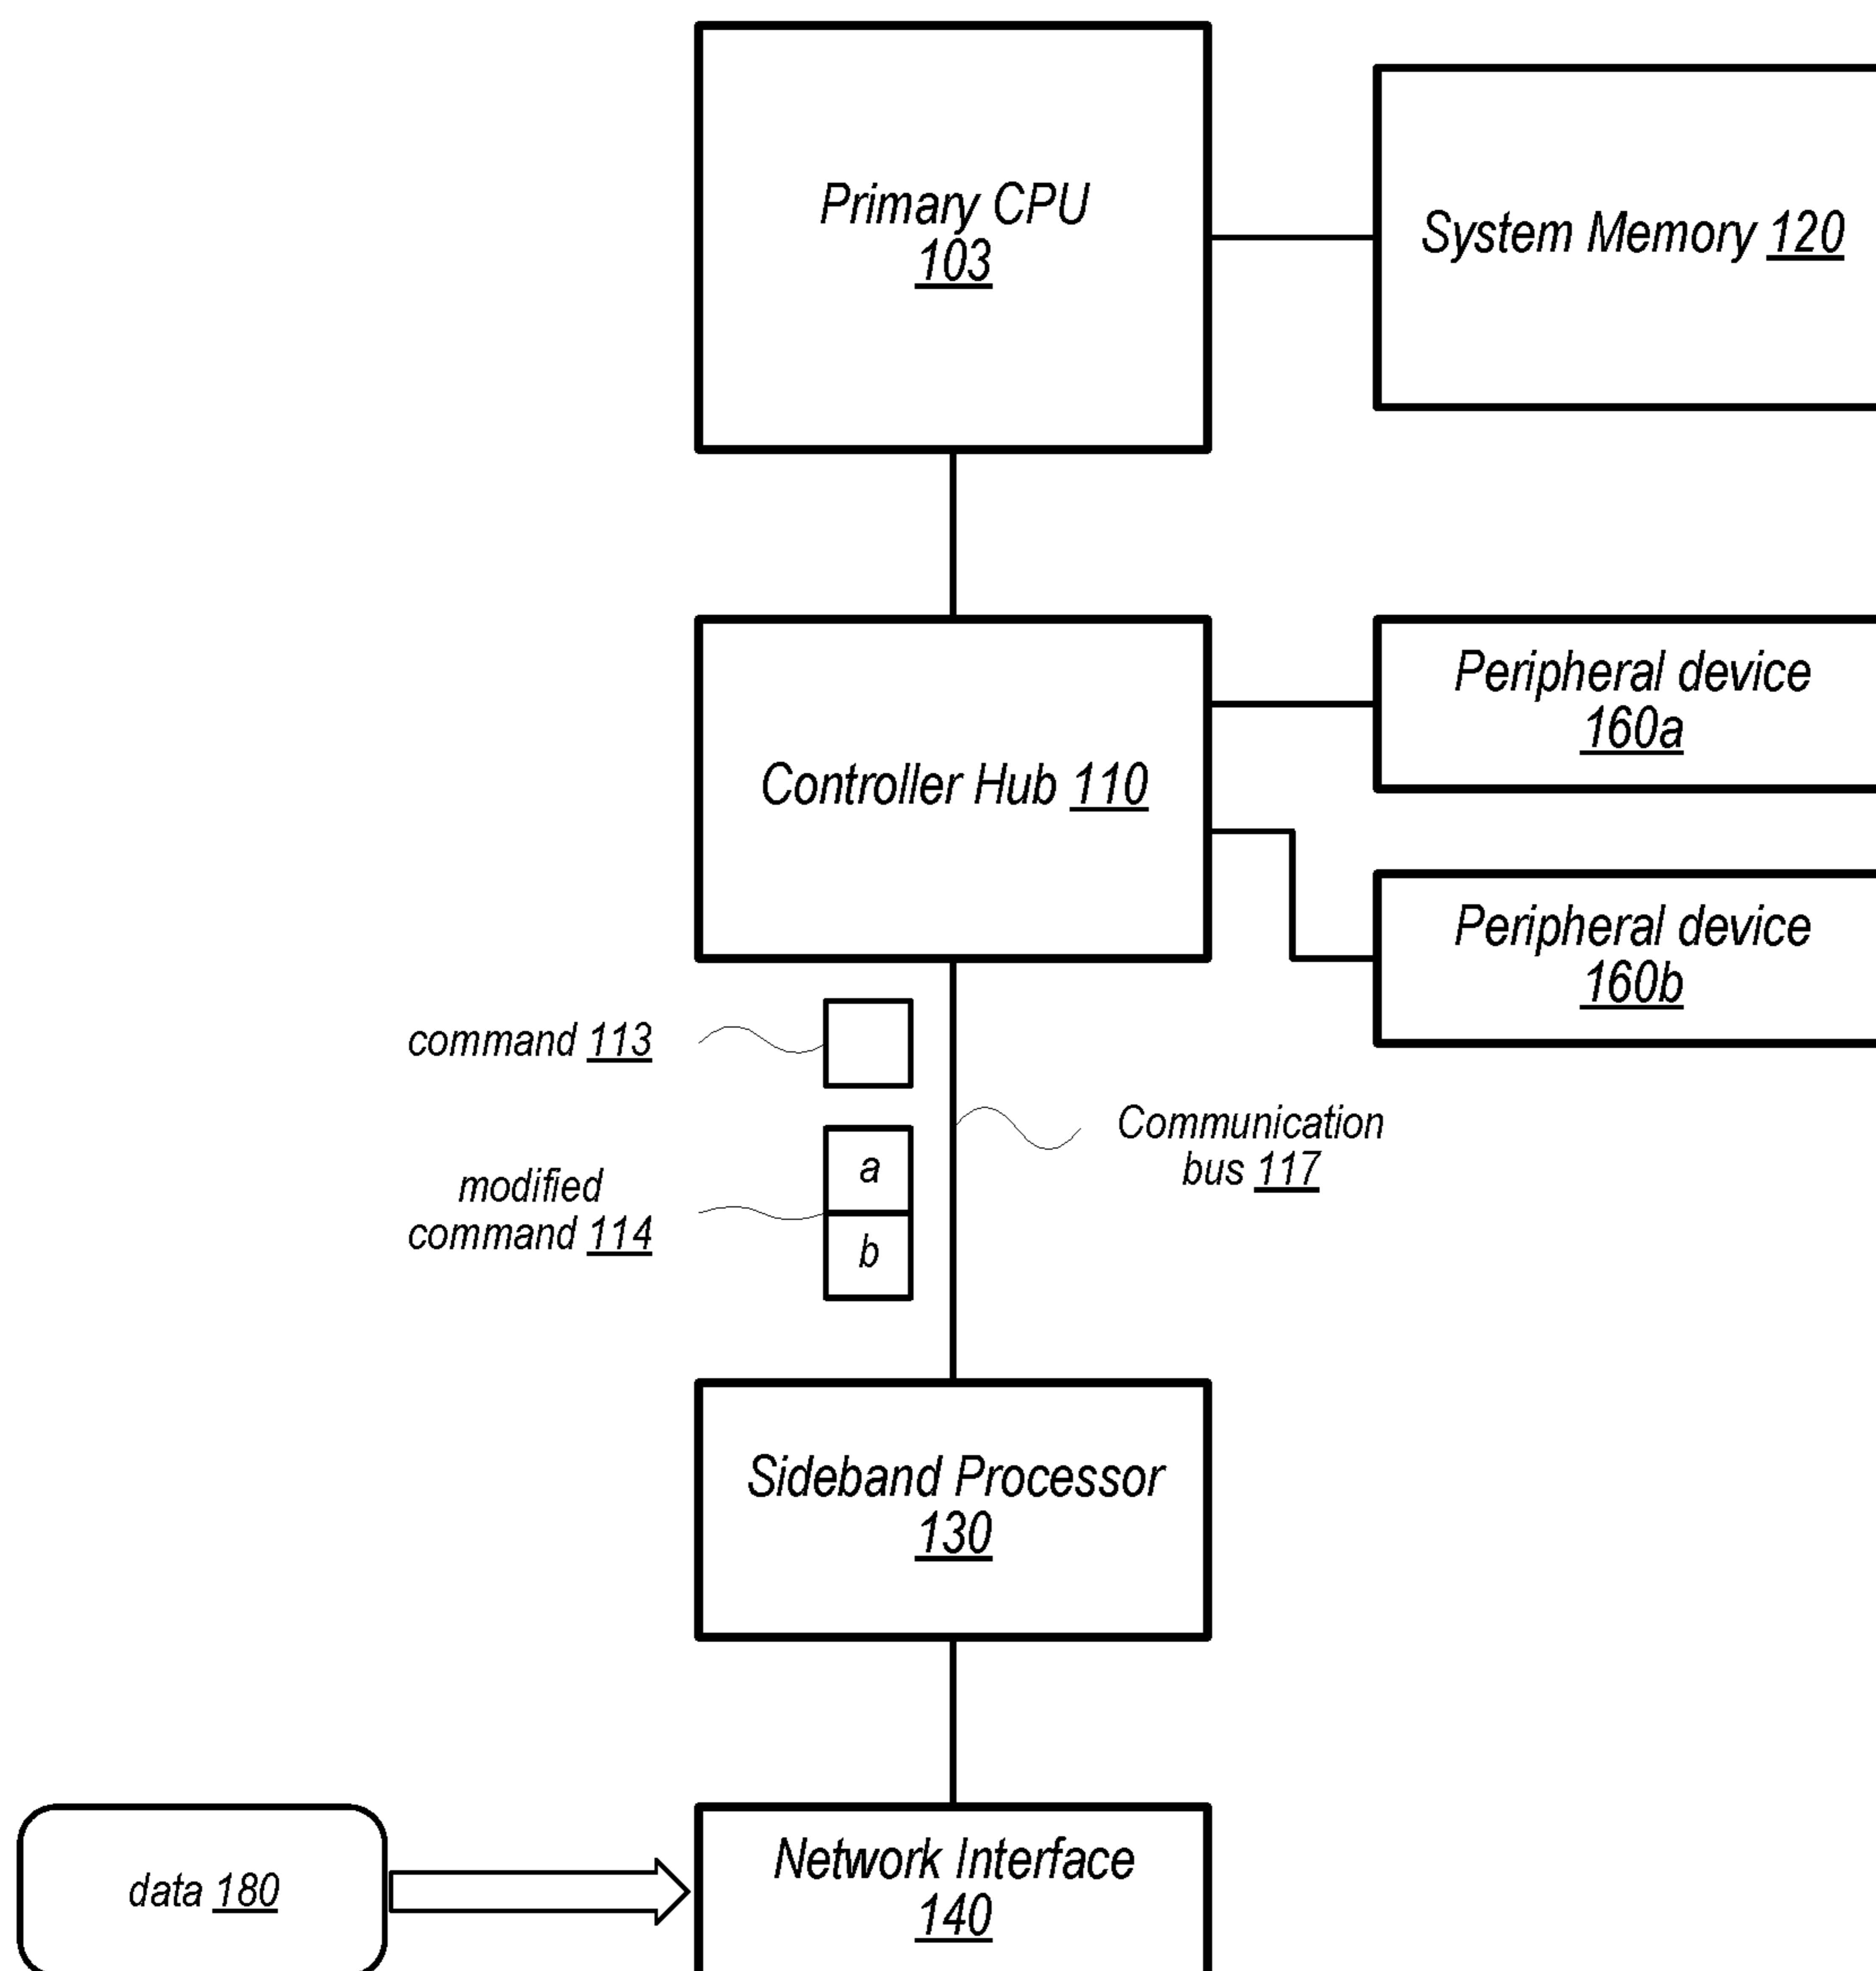 Primary CPU
103
System Memory 120
Controller Hub 110
Peripheral device
160a
Peripheral device
160b
command 113
Communication
bus 117
modified
command 114
a
b
Sideband Processor
130
Network Interface
140
data 180